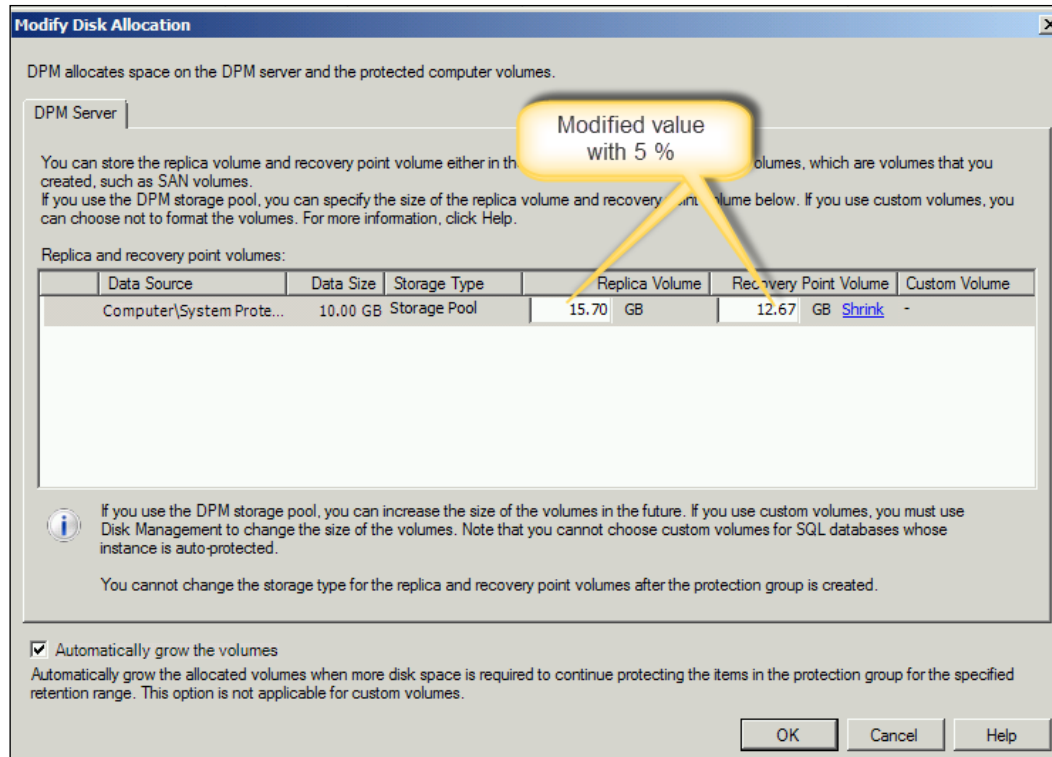 Modify Disk Allocation
DPM allocates space on the DPM server and the protected computer volumes.
DPM Server
Modified value
with 5 %
You can store the replica volume and recovery point volume either in the olumes, which are volumes that you
created, such as SAN volumes.
If you use the DPM storage pool, you can specify the size of the replica volume and recovery point volume below. If you use custom volumes, you
can choose not to format the volumes. For more information, click Help.
Replica and recovery point volumes:
Data Source Data Size Storage Type Replica Volume Recovery Point Volume Custom Volume
Computer\System Prote... 10.00 GB Storage Pool 15.70 GB 12.67 GB Shrink -
If you use the DPM storage pool, you can increase the size of the volumes in the future. If you use custom volumes, you must use
Disk Management to change the size of the volumes. Note that you cannot choose custom volumes for SQL databases whose
instance is auto-protected.
You cannot change the storage type for the replica and recovery point volumes after the protection group is created.
Automatically grow the volumes
Automatically grow the allocated volumes when more disk space is required to continue protecting the items in the protection group for the specified
retention range. This option is not applicable for custom volumes.
OK Cancel Help